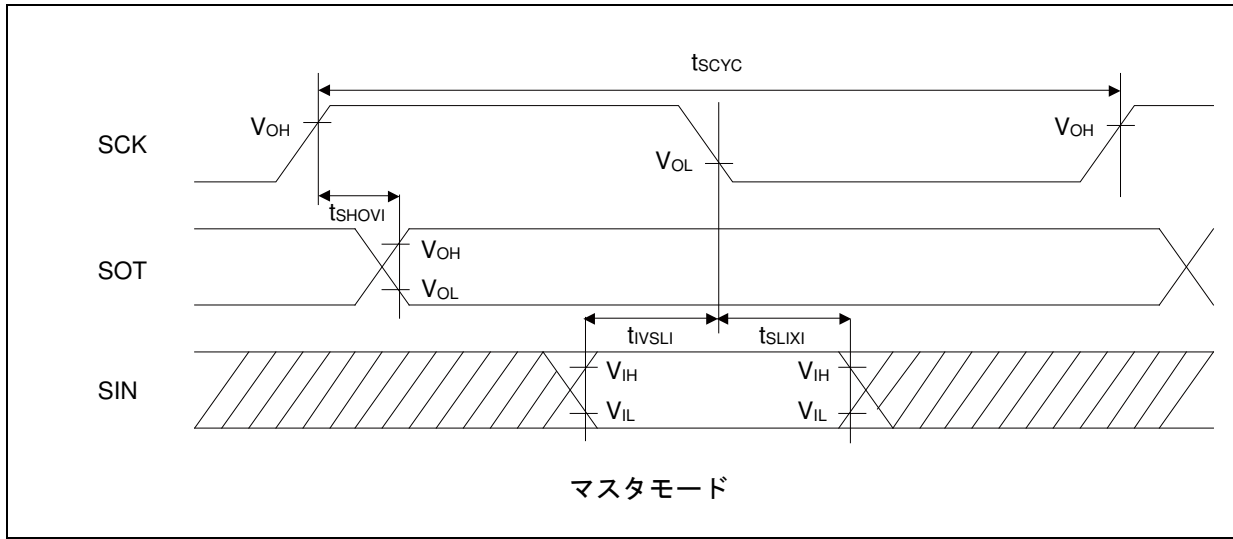 tSCYC
SCK
VOH
VOL
VOH
tSHOVI
SOT
VOH
VOL
tIVSLI
tSLIXI
SIN
VIH
VIL
VIH
VIL
マスタモード